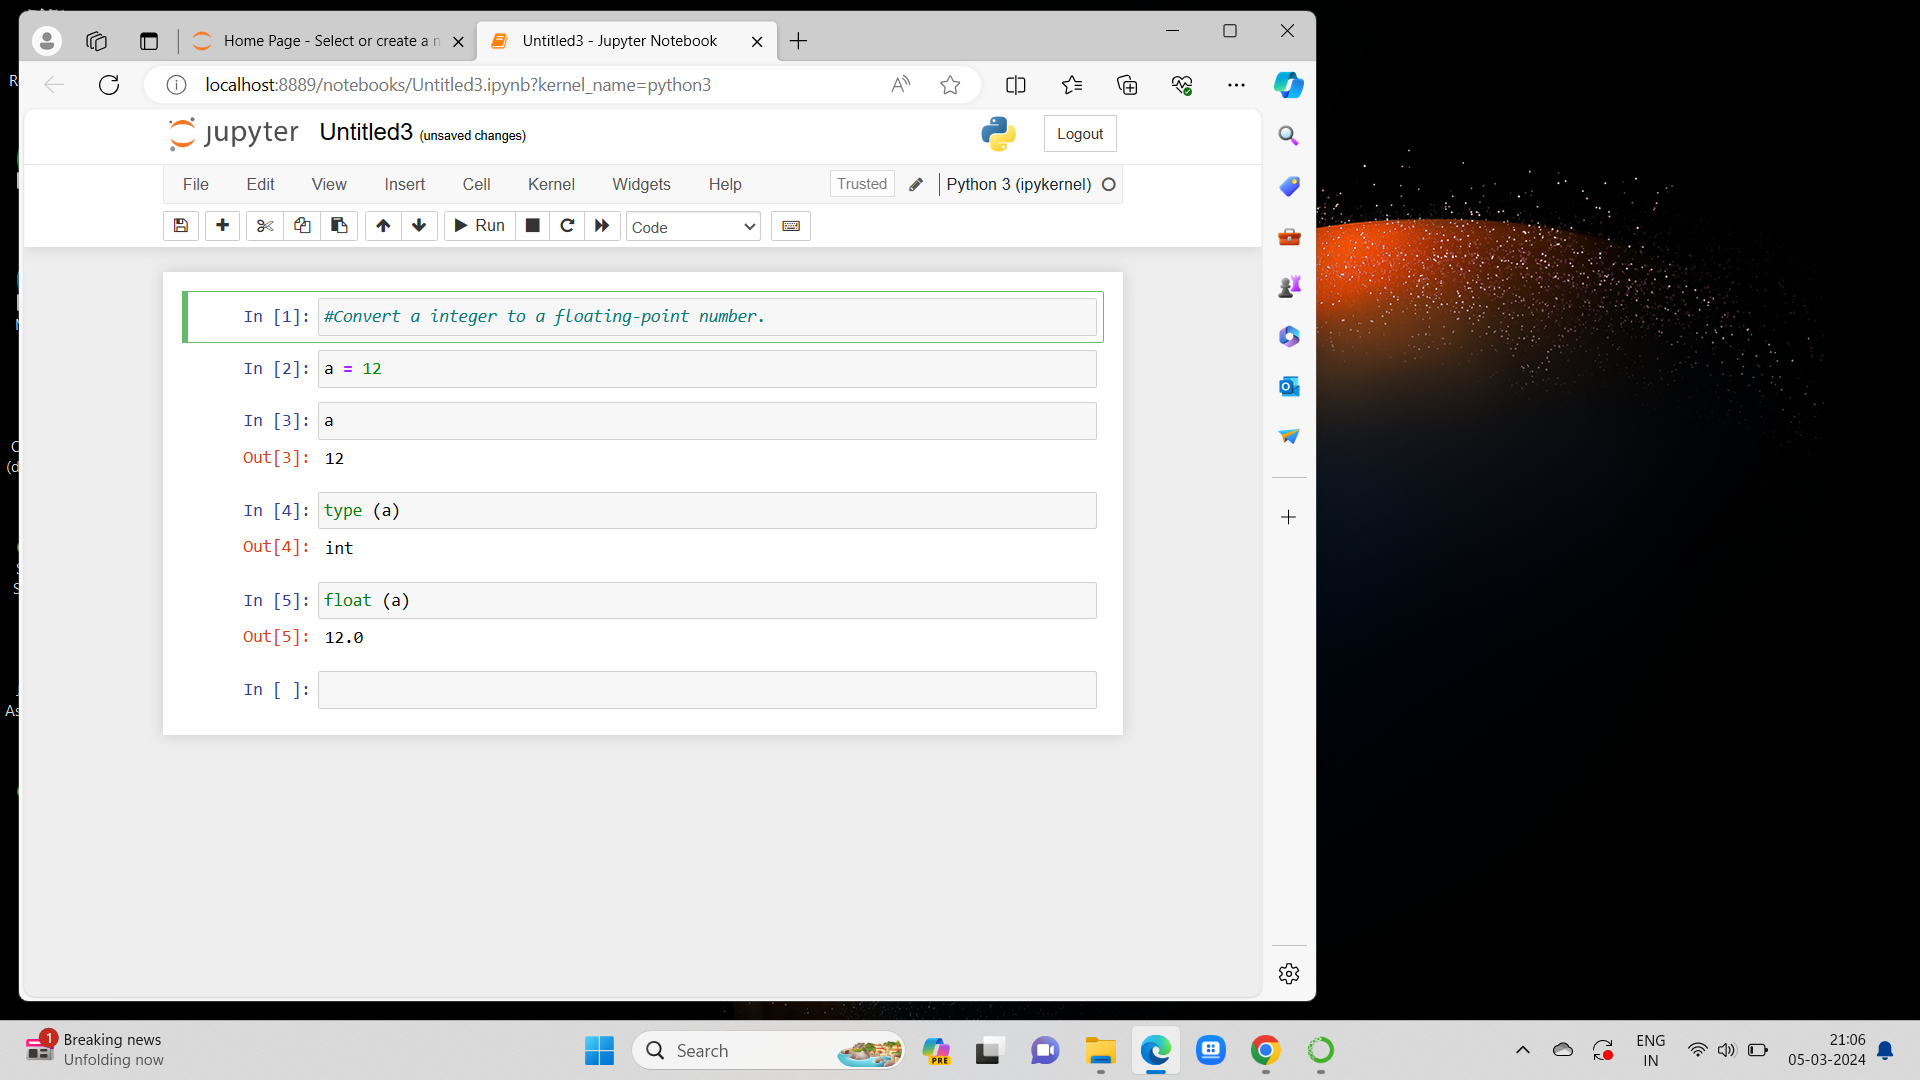 Home Page - Select or create a n
Untitled3 - Jupyter Notebook
localhost:8889/notebooks/Untitled3.ipynb?kernel_name=python3
jupyter Untitled3 (unsaved changes)
Logout
File Edit View Insert Cell Kernel Widgets Help
Trusted
Python 3 (ipykernel)
Run
Code
In [1]: #Convert a integer to a floating-point number.
In [2]: a = 12
In [3]: a
Out[3]: 12
In [4]: type (a)
Out[4]: int
In [5]: float (a)
Out[5]: 12.0
In [ ]:
1
Breaking news
Unfolding now
Search
PRE
ENG
IN
21:06
05-03-2024